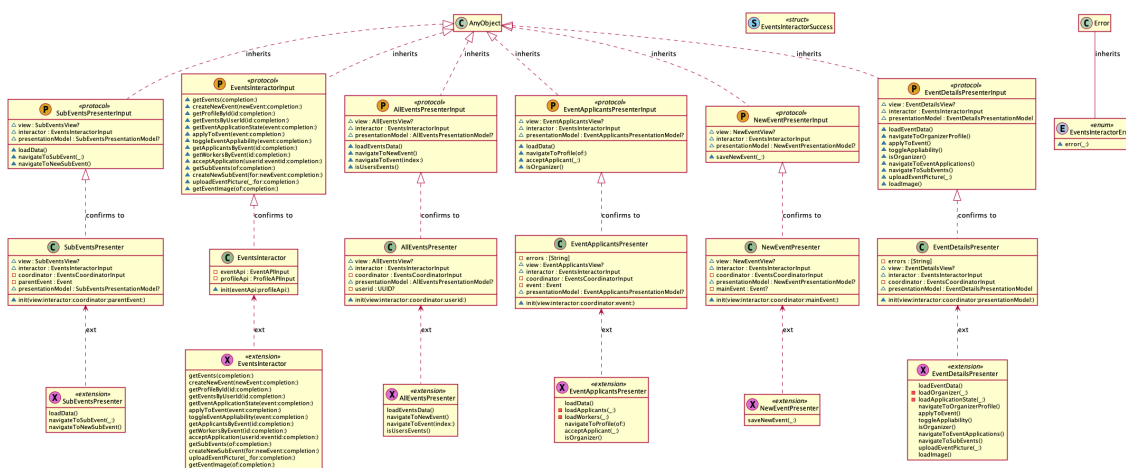 C AnyObject
S «struct» EventsInteractorSuccess
C Error
inherits
inherits
inherits
inherits
inherits
inherits
P «protocol» SubEventsPresenterInput
view : SubEventsView?
interactor : EventsInteractorInput
presentationModel : SubEventsPresentationModel?
loadData()
navigateToSubEvent(_:)
navigateToNewSubEvent()
P «protocol» EventsInteractorInput
getEvents(completion:)
createNewEvent(newEvent:completion:)
getProfileById(id:completion:)
getEventsByUserId(id:completion:)
getEventApplicationState(event:completion:)
applyToEvent(event:completion:)
toggleEventAppliability(event:completion:)
getApplicantsByEvent(id:completion:)
getWorkersByEvent(id:completion:)
acceptApplication(userid:eventid:completion:)
getSubEvents(of:completion:)
createNewSubEvent(for:newEvent:completion:)
uploadEventPicture(_:for:completion:)
getEventImage(of:completion:)
P «protocol» AllEventsPresenterInput
view : AllEventsView?
interactor : EventsInteractorInput
presentationModel : AllEventsPresentationModel?
loadEventsData()
navigateToNewEvent()
navigateToEvent(index:)
isUsersEvents()
P «protocol» EventApplicantsPresenterInput
view : EventApplicantsView?
interactor : EventsInteractorInput
presentationModel : EventApplicantsPresentationModel?
loadData()
navigateToProfile(of:)
acceptApplicant(_:)
isOrganizer()
P «protocol» NewEventPresenterInput
view : NewEventView?
interactor : EventsInteractorInput
presentationModel : NewEventPresentationModel?
saveNewEvent(_:)
P «protocol» EventDetailsPresenterInput
view : EventDetailsView?
interactor : EventsInteractorInput
presentationModel : EventDetailsPresentationModel
loadEventData()
navigateToOrganizerProfile()
applyToEvent()
toggleAppliability()
isOrganizer()
navigateToEventApplications()
navigateToSubEvents()
uploadEventPicture(_:)
loadImage()
E «enum» EventsInteractorErr
error(_:)
confirms to
confirms to
confirms to
confirms to
confirms to
confirms to
C SubEventsPresenter
view : SubEventsView?
interactor : EventsInteractorInput
coordinator : EventsCoordinatorInput
parentEvent : Event
presentationModel : SubEventsPresentationModel?
init(view:interactor:coordinator:parentEvent:)
C EventsInteractor
eventApi : EventAPIInput
profileApi : ProfileAPIInput
init(eventApi:profileApi:)
C AllEventsPresenter
view : AllEventsView?
interactor : EventsInteractorInput
coordinator : EventsCoordinatorInput
presentationModel : AllEventsPresentationModel?
userid : UUID?
init(view:interactor:coordinator:userid:)
C EventApplicantsPresenter
errors : [String]
view : EventApplicantsView?
interactor : EventsInteractorInput
coordinator : EventsCoordinatorInput
event : Event
presentationModel : EventApplicantsPresentationModel?
init(view:interactor:coordinator:event:)
C NewEventPresenter
view : NewEventView?
interactor : EventsInteractorInput
coordinator : EventsCoordinatorInput
presentationModel : NewEventPresentationModel?
mainEvent : Event?
init(view:interactor:coordinator:mainEvent:)
C EventDetailsPresenter
errors : [String]
view : EventDetailsView?
interactor : EventsInteractorInput
coordinator : EventsCoordinatorInput
presentationModel : EventDetailsPresentationModel
init(view:interactor:coordinator:presentationModel:)
ext
ext
ext
ext
ext
ext
X «extension» SubEventsPresenter
loadData()
navigateToSubEvent(_:)
navigateToNewSubEvent()
X «extension» EventsInteractor
getEvents(completion:)
createNewEvent(newEvent:completion:)
getProfileById(id:completion:)
getEventsByUserId(id:completion:)
getEventApplicationState(event:completion:)
applyToEvent(event:completion:)
toggleEventAppliability(event:completion:)
getApplicantsByEvent(id:completion:)
getWorkersByEvent(id:completion:)
acceptApplication(userid:eventid:completion:)
getSubEvents(of:completion:)
createNewSubEvent(for:newEvent:completion:)
uploadEventPicture(_:for:completion:)
getEventImage(of:completion:)
X «extension» AllEventsPresenter
loadEventsData()
navigateToNewEvent()
navigateToEvent(index:)
isUsersEvents()
X «extension» EventApplicantsPresenter
loadData()
loadApplicants(_:)
loadWorkers(_:)
navigateToProfile(of:)
acceptApplicant(_:)
isOrganizer()
X «extension» NewEventPresenter
saveNewEvent(_:)
X «extension» EventDetailsPresenter
loadEventData()
loadOrganizer(_:)
loadApplicationState(_:)
navigateToOrganizerProfile()
applyToEvent()
toggleAppliability()
isOrganizer()
navigateToEventApplications()
navigateToSubEvents()
uploadEventPicture(_:)
loadImage()